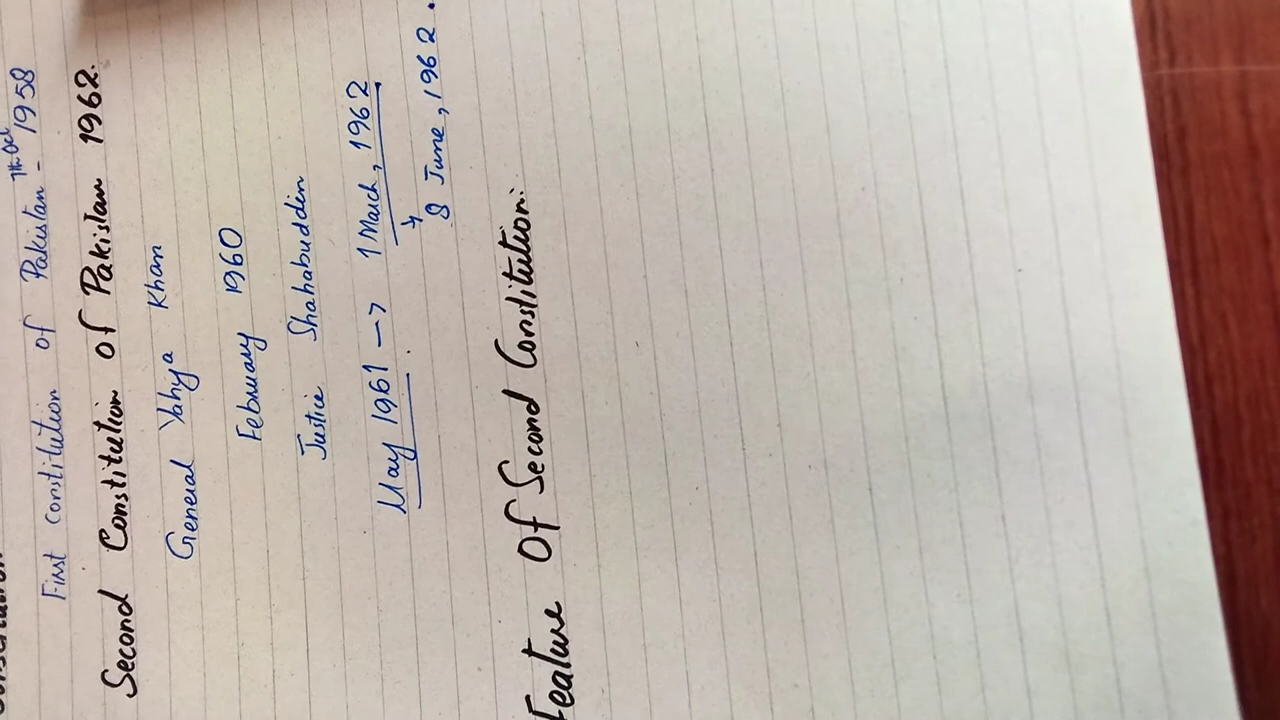 First Constitution of Pakistan - 7th Oct 1958
Second Constitution of Pakistan 1962.
General Yahya Khan
February 1960
Justice Shahabuddin
May 1961 → 1 March, 1962
↳ 8 June, 1962.
Feature Of Second Constitution: